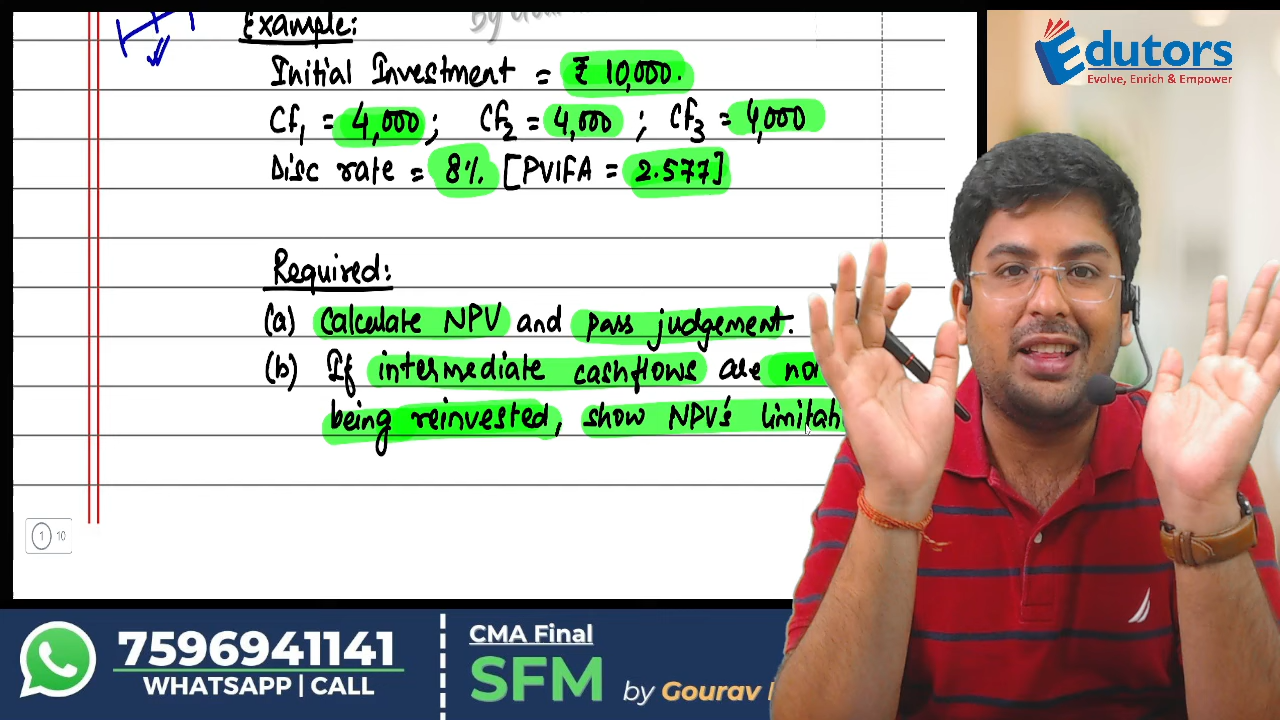 Example:
Initial Investment = ₹ 10,000.
Cf₁ = 4,000; Cf₂ = 4,000; Cf₃ = 4,000
Disc rate = 8% [PVIFA = 2.577]
Required:
(a) Calculate NPV and pass judgement.
(b) If intermediate cashflows are
being reinvested, show NPV's
1 10
Edutors
Evolve, Enrich & Empower
7596941141
WHATSAPP | CALL
CMA Final
SFM by Gourav